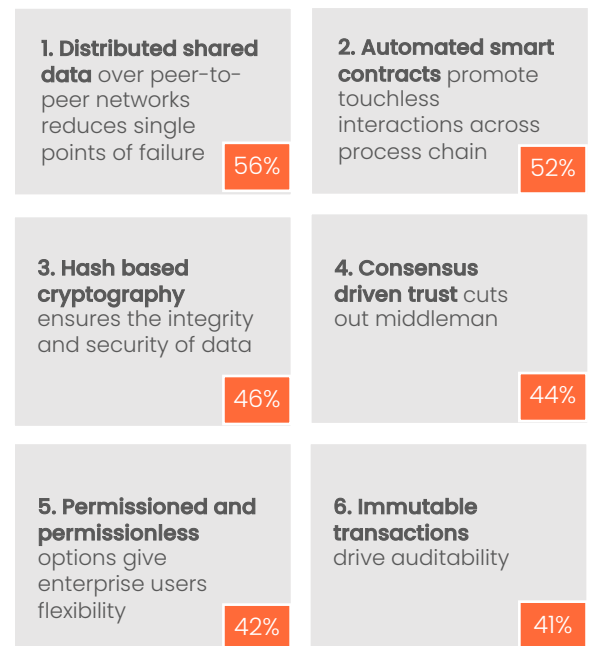 1. Distributed shared
data over peer-to-
peer networks
reduces single
points of failure
56%
2. Automated smart
contracts promote
touchless
interactions across
process chain
52%
3. Hash based
cryptography
ensures the integrity
and security of data
46%
4. Consensus
driven trust cuts
out middleman
44%
5. Permissioned and
permissionless
options give
enterprise users
flexibility
42%
6. Immutable
transactions
drive auditability
41%